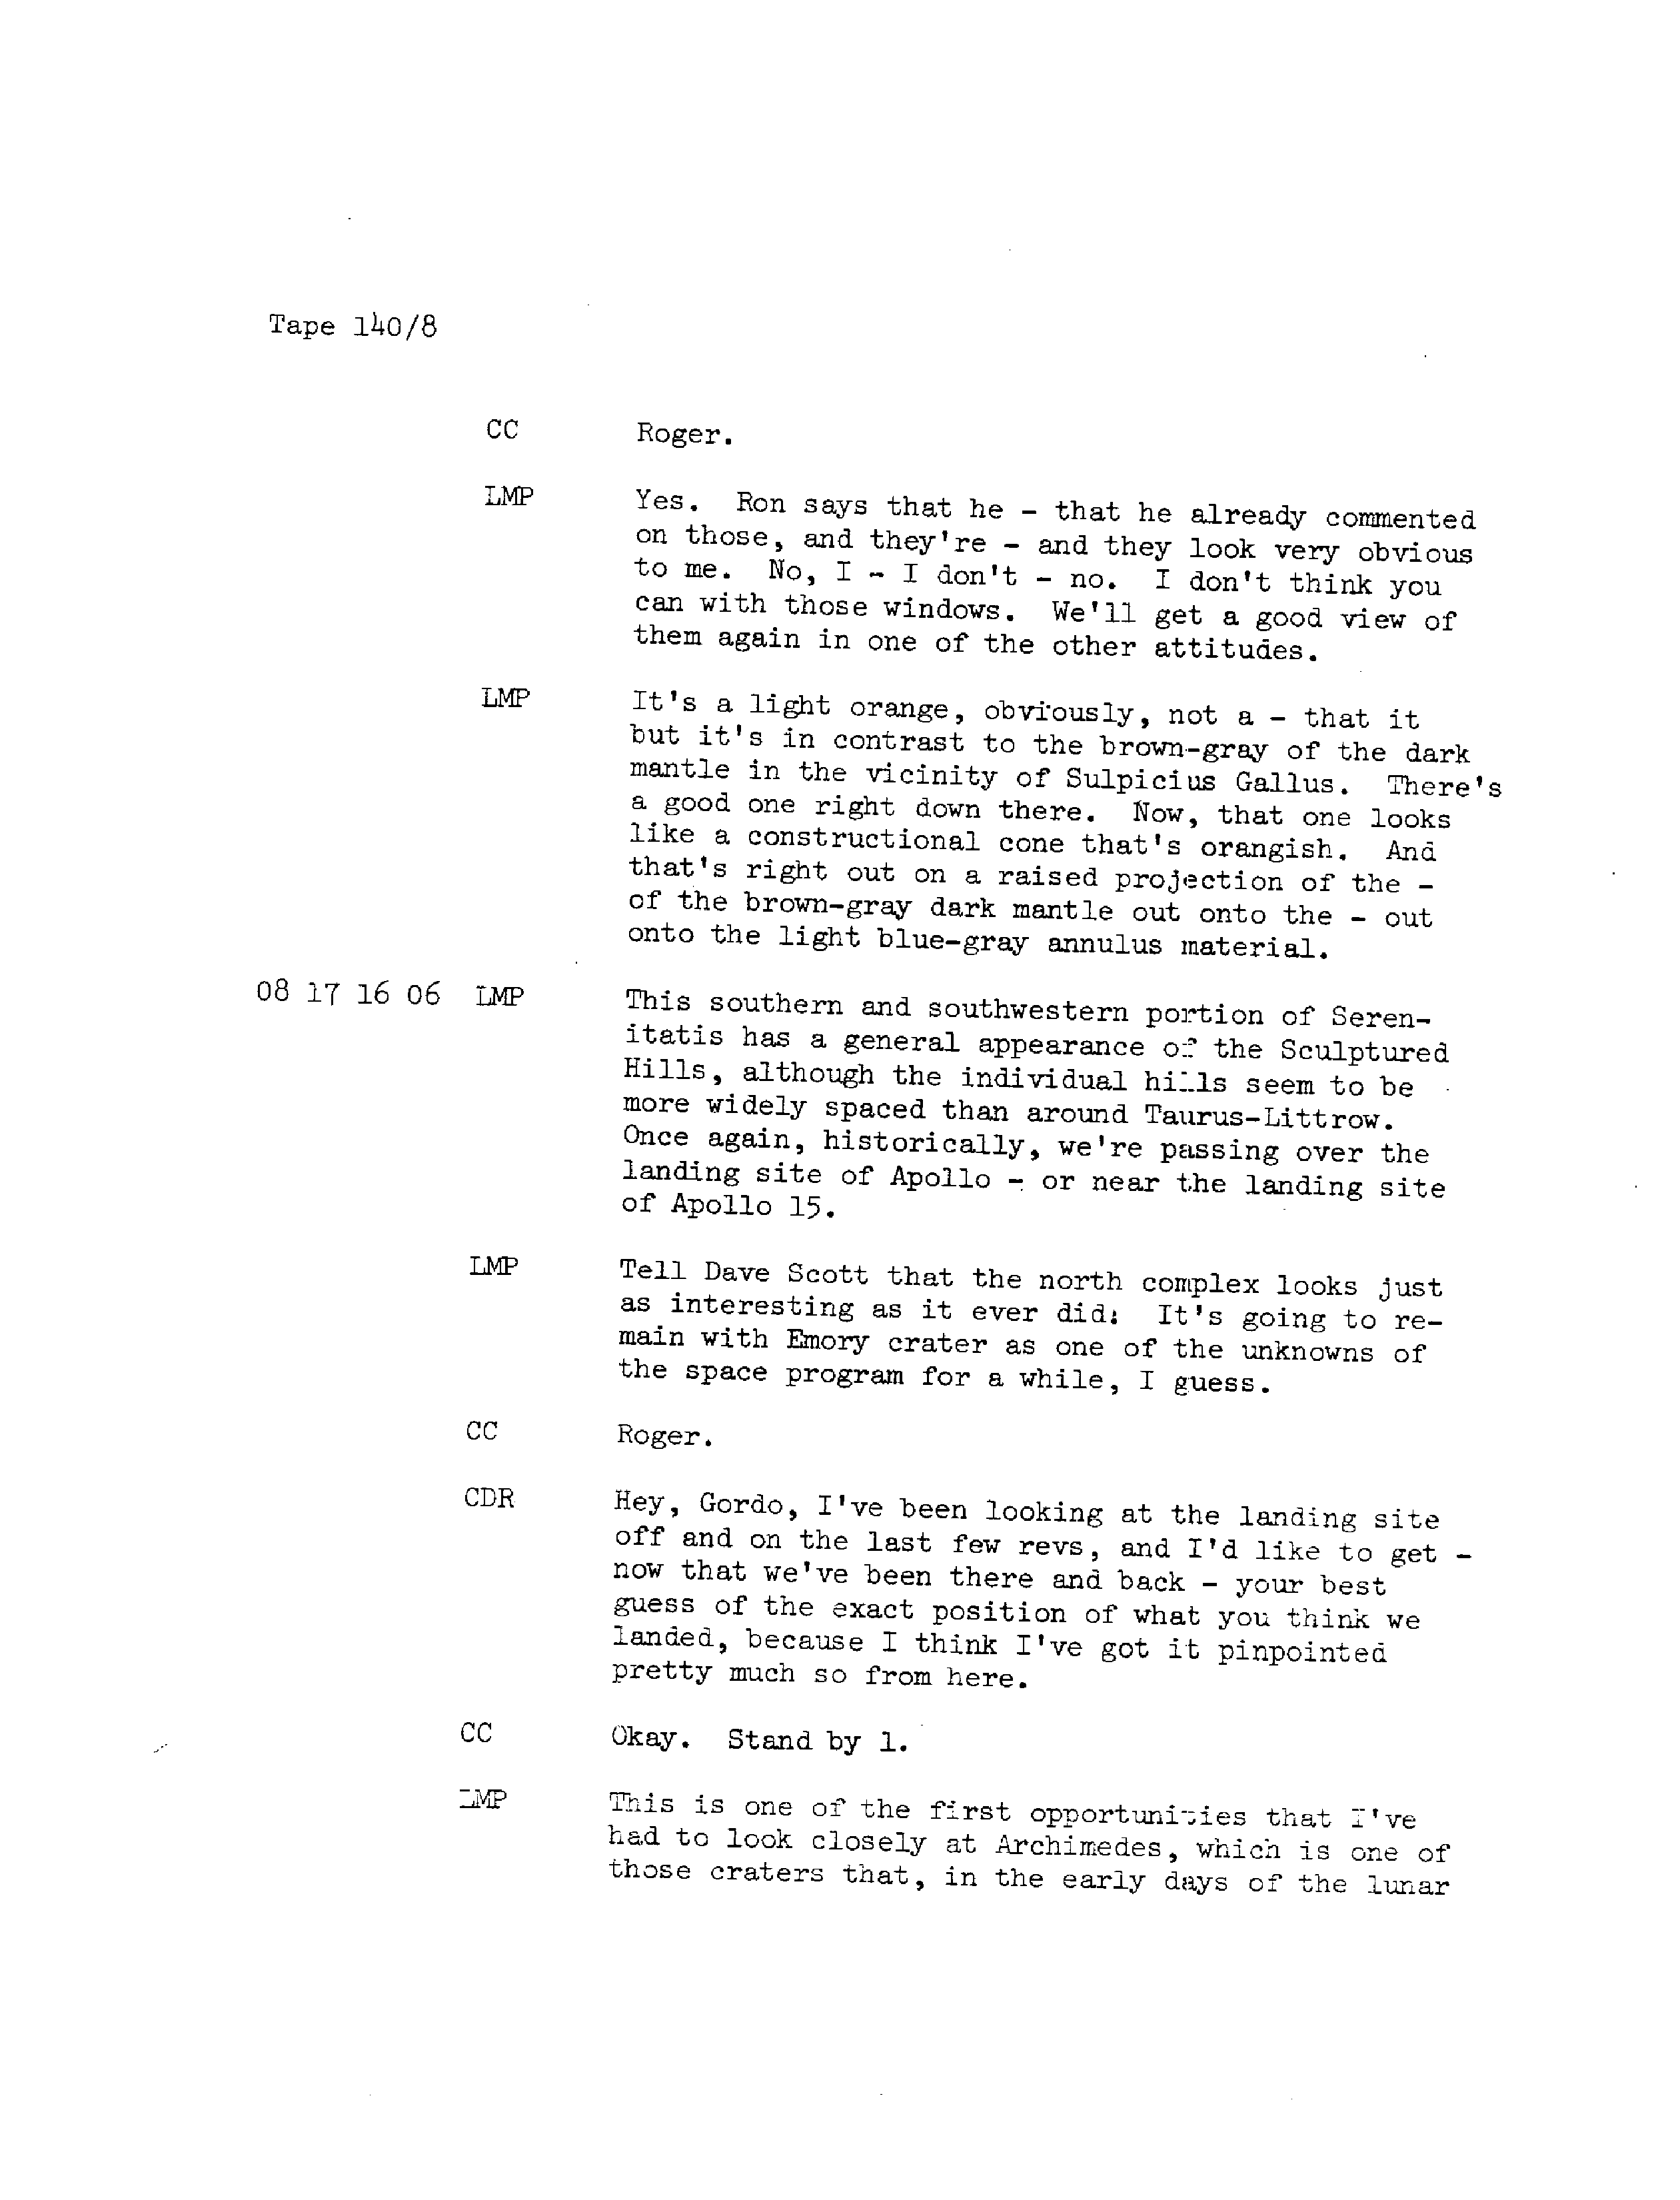 Tape 140/8
CC Roger.
LMP Yes. Ron says that he - that he already commented
on those, and they're - and they look very obvious
to me. No, I - I don't - no. I don't think you
can with those windows. We'll get a good view of
them again in one of the other attitudes.
LMP It's a light orange, obviously, not a - that it
but it's in contrast to the brown-gray of the dark
mantle in the vicinity of Sulpicius Gallus. There's
a good one right down there. Now, that one looks
like a constructional cone that's orangish. And
that's right out on a raised projection of the -
of the brown-gray dark mantle out onto the - out
onto the light blue-gray annulus material.
08 17 16 06 LMP This southern and southwestern portion of Seren-
itatis has a general appearance of the Sculptured
Hills, although the individual hills seem to be
more widely spaced than around Taurus-Littrow.
Once again, historically, we're passing over the
landing site of Apollo - or near the landing site
of Apollo 15.
LMP Tell Dave Scott that the north complex looks just
as interesting as it ever did: It's going to re-
main with Emory crater as one of the unknowns of
the space program for a while, I guess.
CC Roger.
CDR Hey, Gordo, I've been looking at the landing site
off and on the last few revs, and I'd like to get -
now that we've been there and back - your best
guess of the exact position of what you think we
landed, because I think I've got it pinpointed
pretty much so from here.
CC Okay. Stand by 1.
LMP This is one of the first opportunities that I've
had to look closely at Archimedes, which is one of
those craters that, in the early days of the lunar